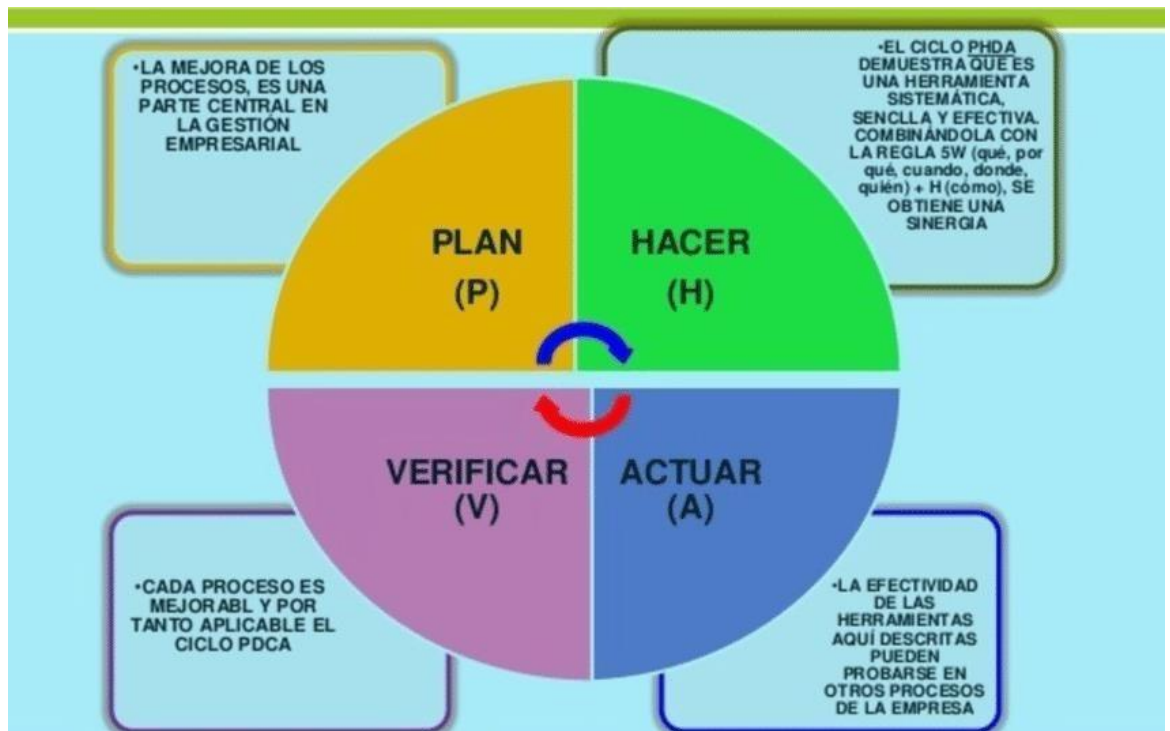 •LA MEJORA DE LOS
PROCESOS, ES UNA
PARTE CENTRAL EN
LA GESTIÓN
EMPRESARIAL
•EL CICLO PHDA
DEMUESTRA QUE ES
UNA HERRAMIENTA
SISTEMÁTICA,
SENCLLA Y EFECTIVA.
COMBINÁNDOLA CON
LA REGLA 5W (qué, por
qué, cuando, donde,
quién) + H (cómo), SE
OBTIENE UNA
SINERGIA
PLAN
(P)
HACER
(H)
VERIFICAR
(V)
ACTUAR
(A)
•CADA PROCESO ES
MEJORABL Y POR
TANTO APLICABLE EL
CICLO PDCA
•LA EFECTIVIDAD
DE LAS
HERRAMIENTAS
AQUÍ DESCRITAS
PUEDEN
PROBARSE EN
OTROS PROCESOS
DE LA EMPRESA